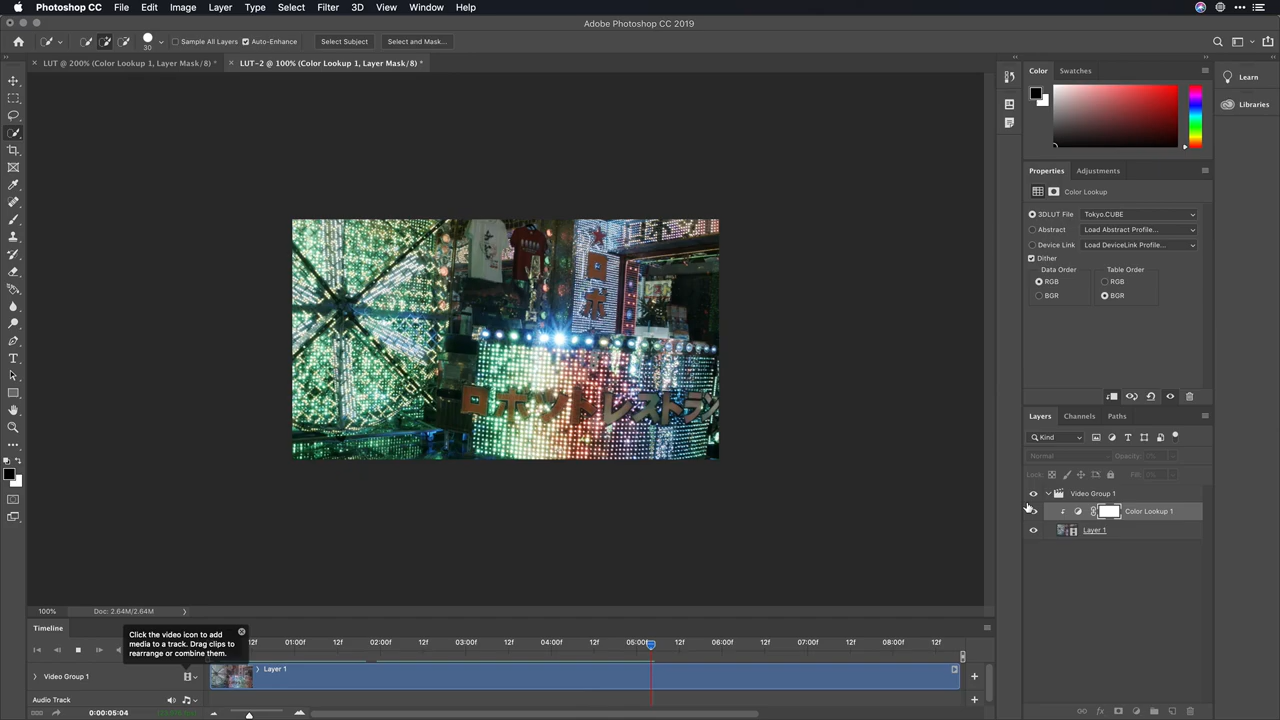 Photoshop CC File Edit Image Layer Type Select Filter 3D View Window Help
Adobe Photoshop CC 2019
30 Sample All Layers Auto-Enhance Select Subject Select and Mask...
LUT @ 200% (Color Lookup 1, Layer Mask/8) * LUT-2 @ 100% (Color Lookup 1, Layer Mask/8) *
Color Swatches
Learn
Libraries
Properties Adjustments
Color Lookup
3DLUT File Tokyo.CUBE
Abstract Load Abstract Profile...
Device Link Load DeviceLink Profile...
Dither
Data Order Table Order
RGB RGB
BGR BGR
Layers Channels Paths
Kind
Normal Opacity: 0%
Lock: Fill: 0%
Video Group 1
Color Lookup 1
Layer 1
ロボ
ロボットレストラン
100% Doc: 2.64M/2.64M
Timeline
Click the video icon to add
media to a track. Drag clips to
rearrange or combine them.
12f 01:00f 12f 02:00f 12f 03:00f 12f 04:00f 12f 05:00f 12f 06:00f 12f 07:00f 12f 08:00f 12f
Video Group 1 Layer 1
Audio Track
0:00:05:04